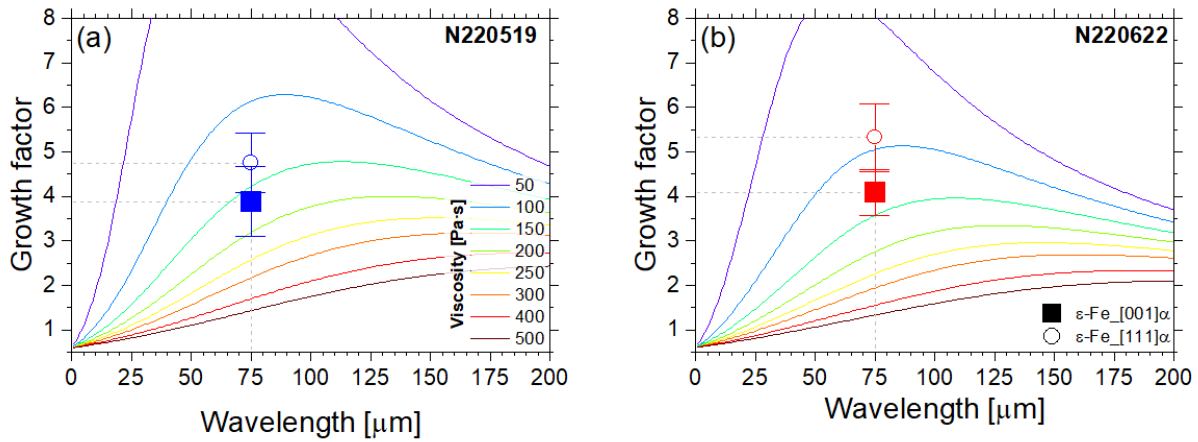 (a)
N220519
Growth factor
8
7
6
5
4
3
2
1
Viscosity [Pa·s]
50
100
150
200
250
300
400
500
0 25 50 75 100 125 150 175 200
Wavelength [μm]
(b)
N220622
Growth factor
8
7
6
5
4
3
2
1
ε-Fe_[001]α
ε-Fe_[111]α
0 25 50 75 100 125 150 175 200
Wavelength [μm]